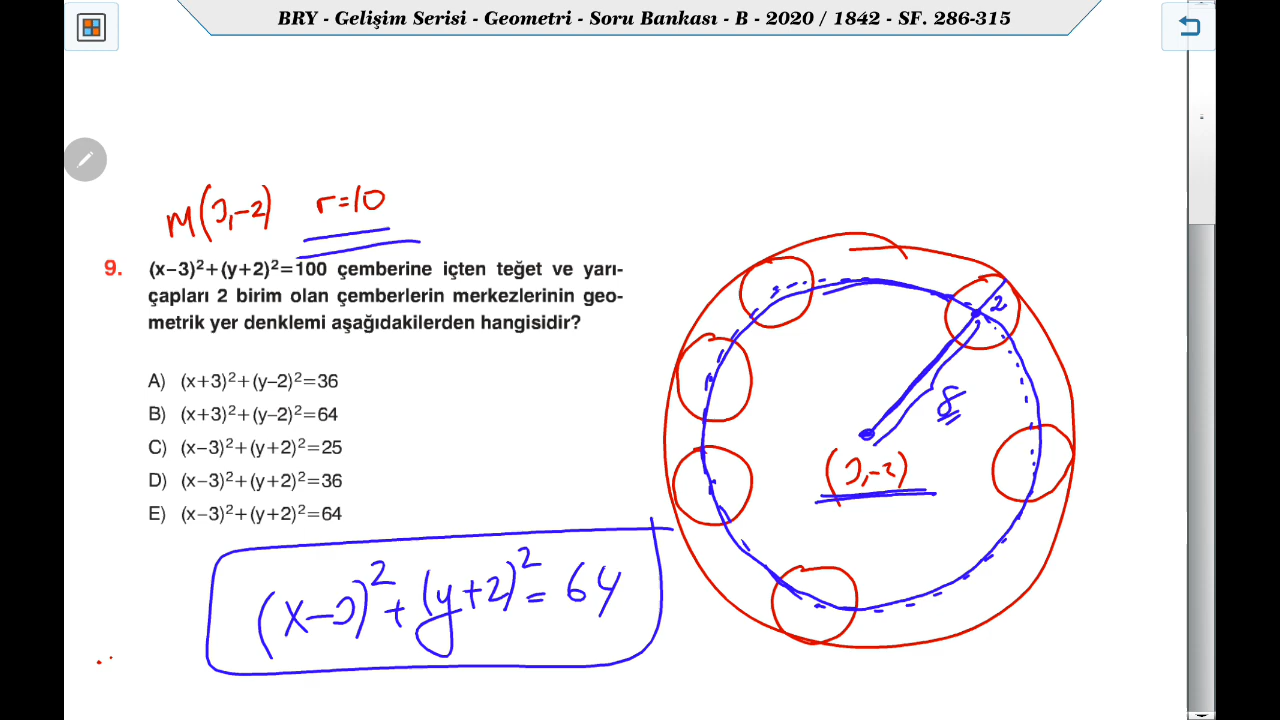 BRY - Gelişim Serisi - Geometri - Soru Bankası - B - 2020 / 1842 - SF. 286-315
M(3,-2) r=10
9. (x−3)²+(y+2)²=100 çemberine içten teğet ve yarı-
çapları 2 birim olan çemberlerin merkezlerinin geo-
metrik yer denklemi aşağıdakilerden hangisidir?
A) (x+3)²+(y−2)²=36
B) (x+3)²+(y−2)²=64
C) (x−3)²+(y+2)²=25
D) (x−3)²+(y+2)²=36
E) (x−3)²+(y+2)²=64
2
8
(3,-2)
(x-3)²+(y+2)²=64